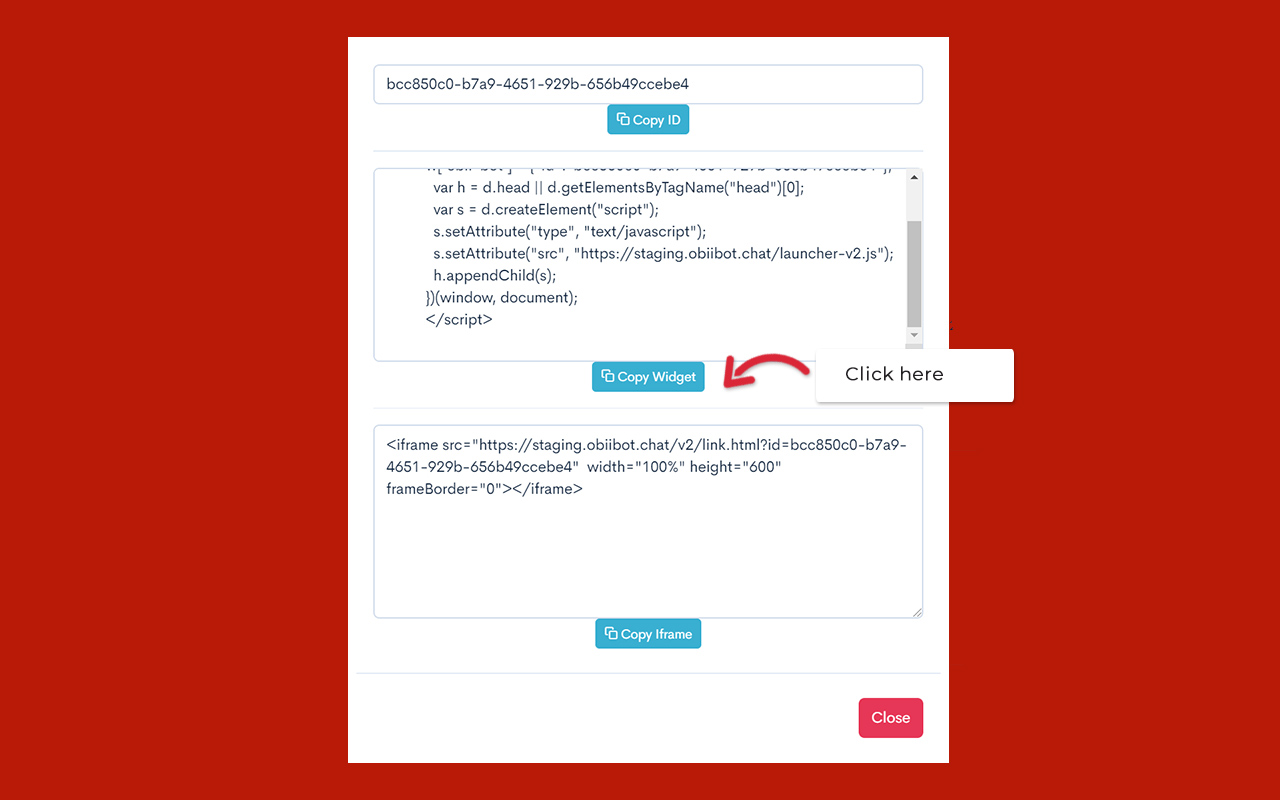 bcc850c0-b7a9-4651-929b-656b49ccebe4
Copy ID
var h = d.head || d.getElementsByTagName("head")[0];
var s = d.createElement("script");
s.setAttribute("type", "text/javascript");
s.setAttribute("src", "https://staging.obiibot.chat/launcher-v2.js");
h.appendChild(s);
})(window, document);
</script>
Copy Widget
Click here
<iframe src="https://staging.obiibot.chat/v2/link.html?id=bcc850c0-b7a9-
4651-929b-656b49ccebe4"  width="100%" height="600"
frameBorder="0"></iframe>
Copy Iframe
Close